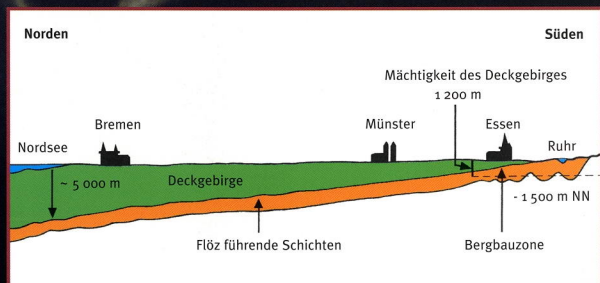 Norden
Süden
Mächtigkeit des Deckgebirges
1 200 m
Bremen
Münster
Essen
Nordsee
Ruhr
~ 5 000 m
Deckgebirge
- 1 500 m NN
Flöz führende Schichten
Bergbauzone